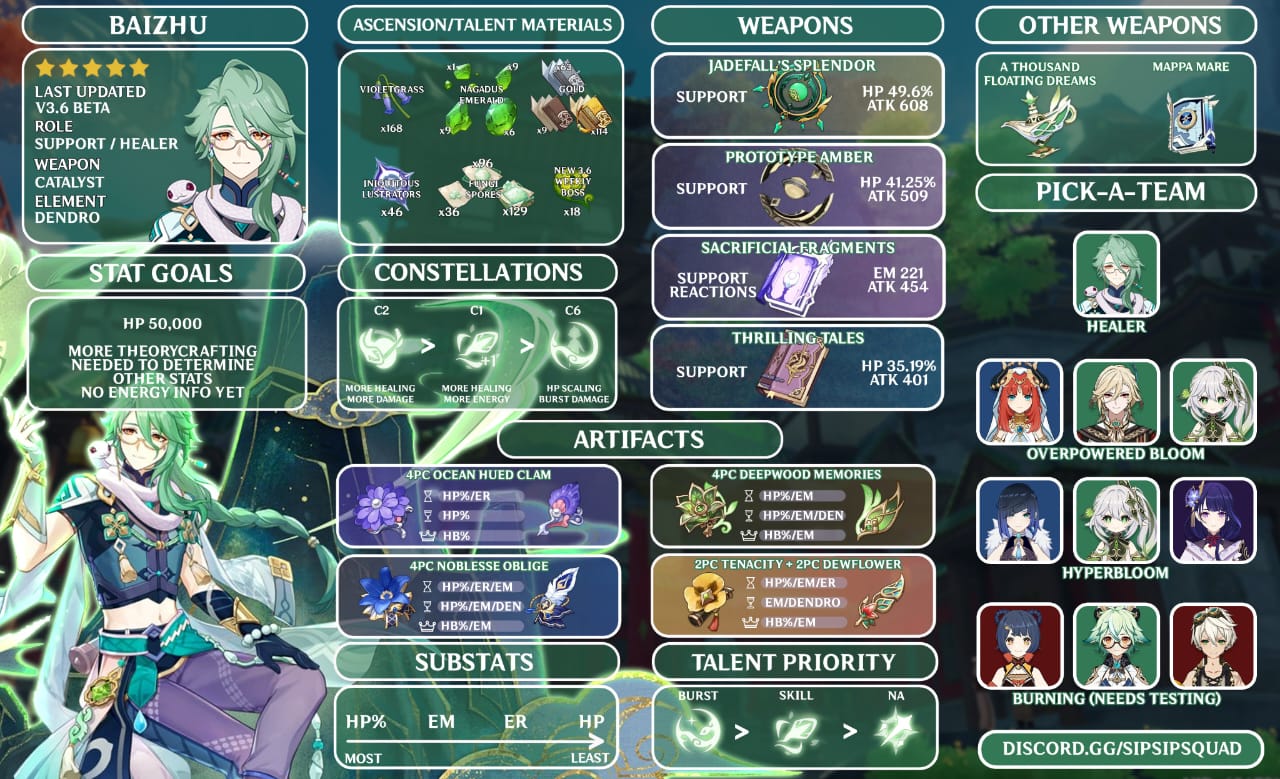 BAIZHU
LAST UPDATED
V3.6 BETA
ROLE
SUPPORT / HEALER
WEAPON
CATALYST
ELEMENT
DENDRO
STAT GOALS
HP 50,000
MORE THEORYCRAFTING
NEEDED TO DETERMINE
OTHER STATS
NO ENERGY INFO YET
ASCENSION/TALENT MATERIALS
VIOLETGRASS
x168
x1
x9
NAGADUS
EMERALD
x9
x6
x63
GOLD
x9
x114
INIQUITOUS
LUSTRATORS
x46
x96
FUNGI
SPORES
x36
x129
NEW 3.6
WEEKLY
BOSS
x18
CONSTELLATIONS
C2 > C1 > C6
+1
MORE HEALING
MORE DAMAGE
MORE HEALING
MORE ENERGY
HP SCALING
BURST DAMAGE
WEAPONS
JADEFALL'S SPLENDOR
SUPPORT
HP 49.6%
ATK 608
PROTOTYPE AMBER
SUPPORT
HP 41.25%
ATK 509
SACRIFICIAL FRAGMENTS
SUPPORT
REACTIONS
EM 221
ATK 454
THRILLING TALES
SUPPORT
HP 35.19%
ATK 401
ARTIFACTS
4PC OCEAN HUED CLAM
HP%/ER
HP%
HB%
4PC DEEPWOOD MEMORIES
HP%/EM
HP%/EM/DEN
HB%/EM
4PC NOBLESSE OBLIGE
HP%/ER/EM
HP%/EM/DEN
HB%/EM
2PC TENACITY + 2PC DEWFLOWER
HP%/EM/ER
EM/DENDRO
HB%/EM
SUBSTATS
HP% EM ER HP
MOST LEAST
TALENT PRIORITY
BURST > SKILL > NA
OTHER WEAPONS
A THOUSAND
FLOATING DREAMS
MAPPA MARE
PICK-A-TEAM
HEALER
OVERPOWERED BLOOM
HYPERBLOOM
BURNING (NEEDS TESTING)
DISCORD.GG/SIPSIPSQUAD